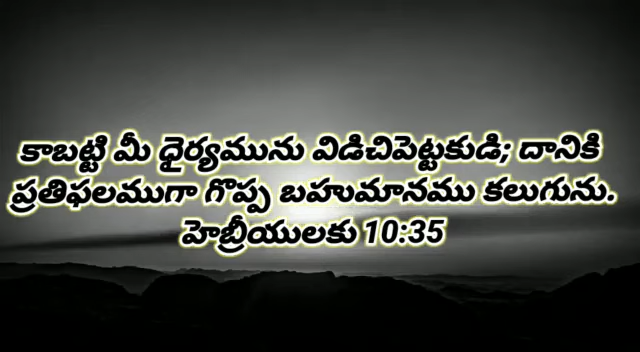 కాబట్టి మీ ధైర్యమును విడిచిపెట్టకుడి; దానికి
ప్రతిఫలముగా గొప్ప బహుమానము కలుగును.
హెబ్రీయులకు 10:35